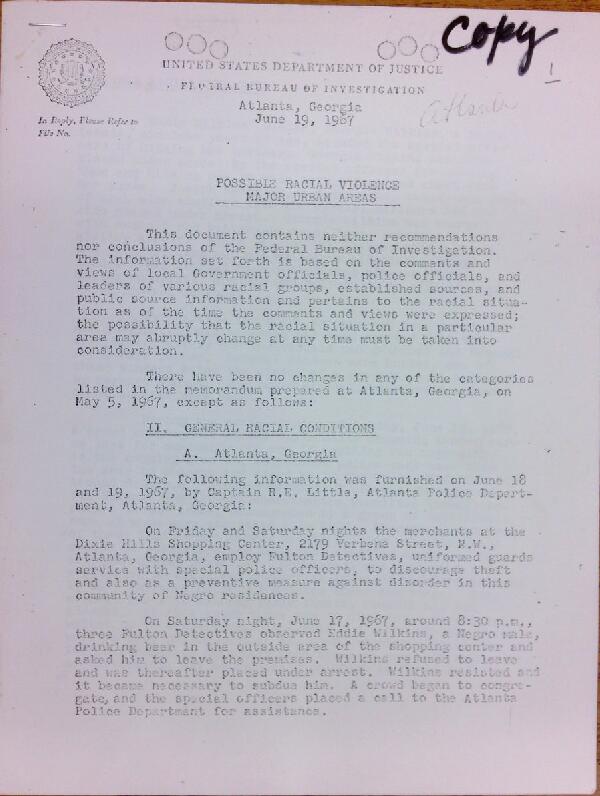 Copy
1
UNITED STATES DEPARTMENT OF JUSTICE
FEDERAL BUREAU OF INVESTIGATION
Atlanta, Georgia
June 19, 1967
Atlanta
In Reply, Please Refer to
File No.
POSSIBLE RACIAL VIOLENCE
MAJOR URBAN AREAS
This document contains neither recommendations
nor conclusions of the Federal Bureau of Investigation.
The information set forth is based on the comments and
views of local Government officials, police officials, and
leaders of various racial groups, established sources, and
public source information and pertains to the racial situa-
tion as of the time the comments and views were expressed;
the possibility that the racial situation in a particular
area may abruptly change at any time must be taken into
consideration.
There have been no changes in any of the categories
listed in the memorandum prepared at Atlanta, Georgia, on
May 5, 1967, except as follows:
II. GENERAL RACIAL CONDITIONS
A. Atlanta, Georgia
The following information was furnished on June 18
and 19, 1967, by Captain R.E. Little, Atlanta Police Depart-
ment, Atlanta, Georgia:
On Friday and Saturday nights the merchants at the
Dixie Hills Shopping Center, 2179 Verbena Street, N.W.,
Atlanta, Georgia, employ Fulton Detectives, uniformed guards
service with special police officers, to discourage theft
and also as a preventive measure against disorder in this
community of Negro residences.
On Saturday night, June 17, 1967, around 8:30 p.m.,
three Fulton Detectives observed Eddie Wilkins, a Negro male,
drinking beer in the outside area of the shopping center and
asked him to leave the premises. Wilkins refused to leave
and was thereafter placed under arrest. Wilkins resisted and
it became necessary to subdue him. A crowd began to congre-
gate, and the special officers placed a call to the Atlanta
Police Department for assistance.